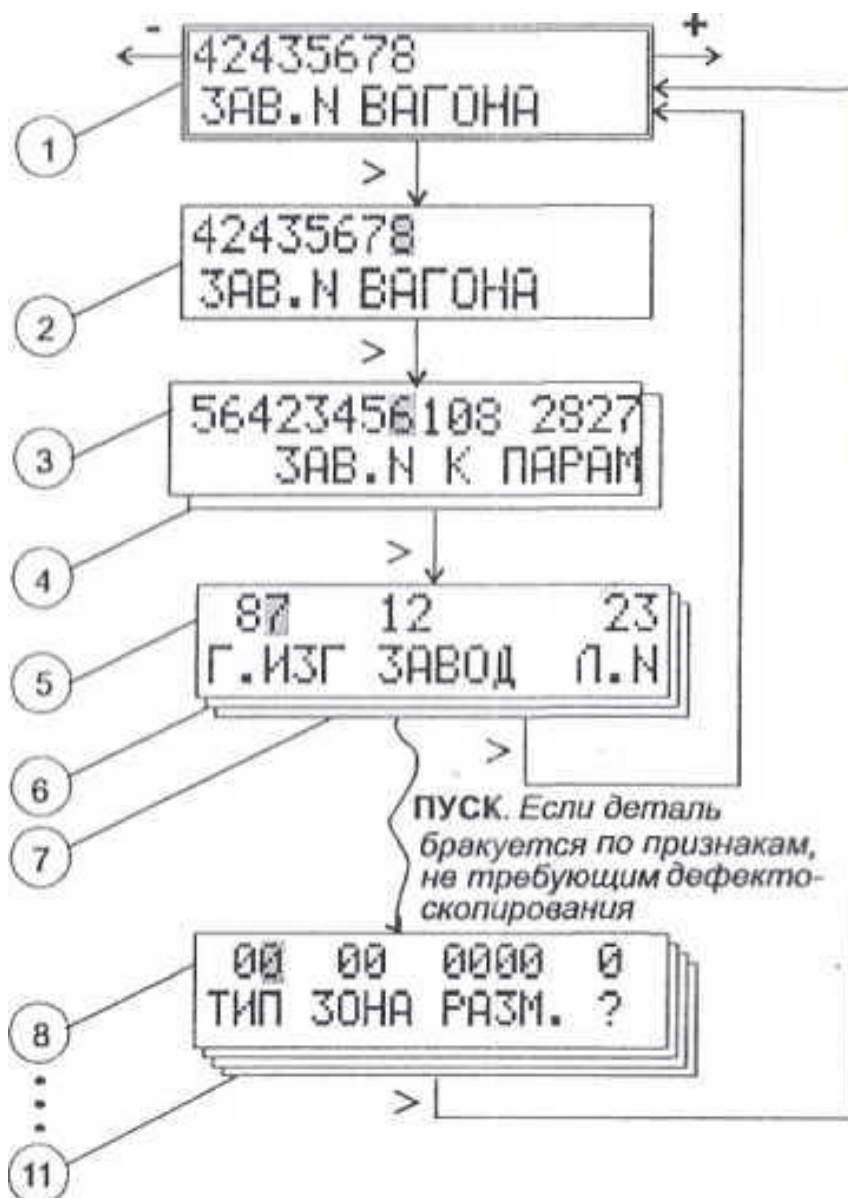 - +
42435678
ЗАВ.N ВАГОНА
1
>
42435678
ЗАВ.N ВАГОНА
2
>
56423456 108 2827
ЗАВ.N К ПАРАМ
3
4
>
87 12 23
Г.ИЗГ ЗАВОД Л.N
5
6
7
>
ПУСК. Если деталь
бракуется по признакам,
не требующим дефекто-
скопирования
00 00 0000 0
ТИП ЗОНА РАЗМ. ?
8
>
11